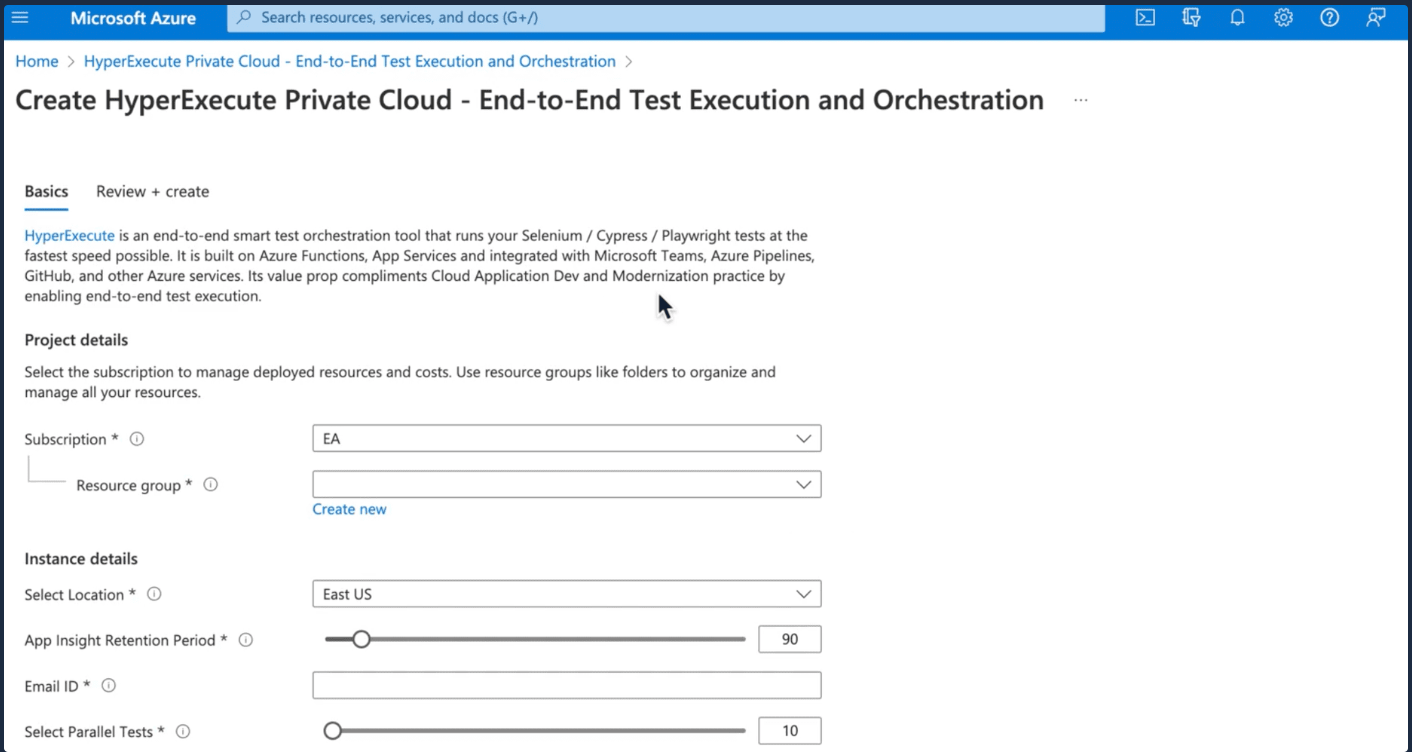 Microsoft Azure
Search resources, services, and docs (G+/)
Home > HyperExecute Private Cloud - End-to-End Test Execution and Orchestration >
Create HyperExecute Private Cloud - End-to-End Test Execution and Orchestration ...
Basics Review + create
HyperExecute is an end-to-end smart test orchestration tool that runs your Selenium / Cypress / Playwright tests at the
fastest speed possible. It is built on Azure Functions, App Services and integrated with Microsoft Teams, Azure Pipelines,
GitHub, and other Azure services. Its value prop compliments Cloud Application Dev and Modernization practice by
enabling end-to-end test execution.
Project details
Select the subscription to manage deployed resources and costs. Use resource groups like folders to organize and
manage all your resources.
Subscription * EA
Resource group *
Create new
Instance details
Select Location * East US
App Insight Retention Period * 90
Email ID *
Select Parallel Tests * 10